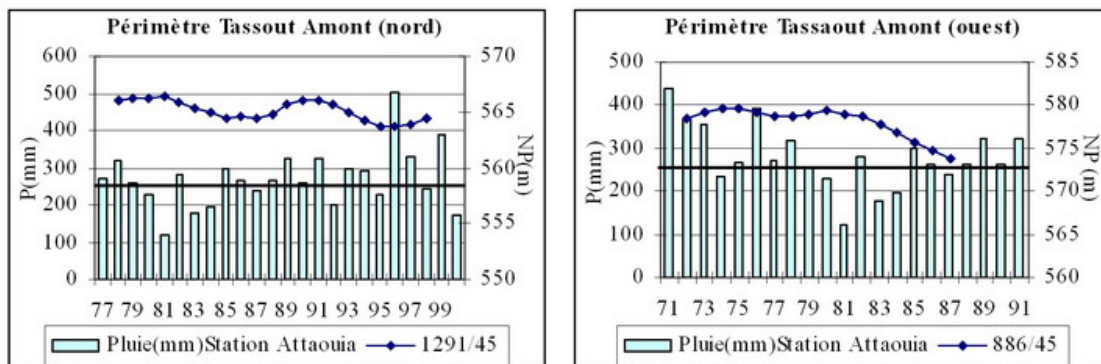 Périmètre Tassout Amont (nord)
600
500
400
300
200
100
0
P(mm)
570
565
560
555
550
NP(m)
77 79 81 83 85 87 89 91 93 95 97 99
Pluie(mm)Station Attaouia 1291/45
Périmètre Tassaout Amont (ouest)
500
400
300
200
100
0
P(mm)
585
580
575
570
565
560
NP (m)
71 73 75 77 79 81 83 85 87 89 91
Pluie(mm)Station Attaouia 886/45